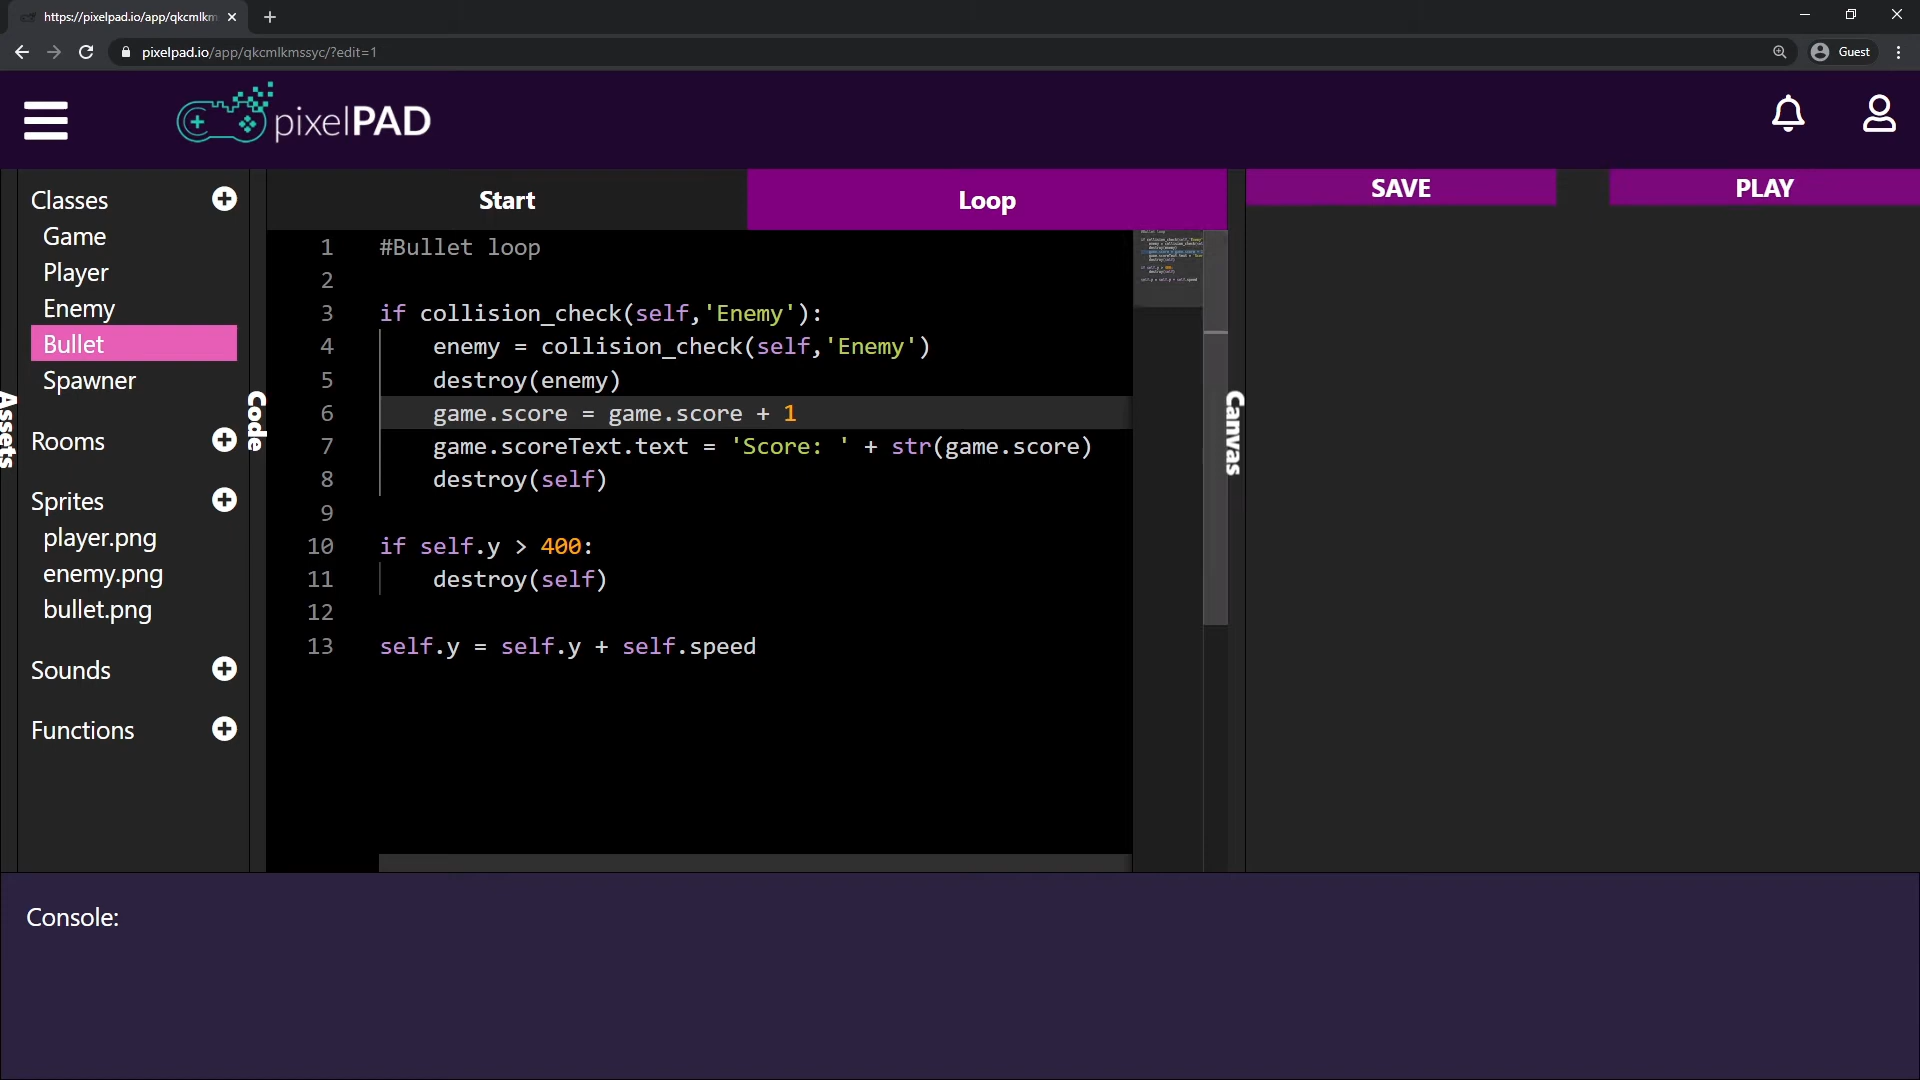 https://pixelpad.io/app/qkcmlkm
pixelpad.io/app/qkcmlkmssyc/?edit=1
Guest
pixelPAD
Assets
Classes
Game
Player
Enemy
Bullet
Spawner
Rooms
Sprites
player.png
enemy.png
bullet.png
Sounds
Functions
Code
Start
Loop
1 #Bullet loop
2
3 if collision_check(self,'Enemy'):
4 enemy = collision_check(self,'Enemy')
5 destroy(enemy)
6 game.score = game.score + 1
7 game.scoreText.text = 'Score: ' + str(game.score)
8 destroy(self)
9
10 if self.y > 400:
11 destroy(self)
12
13 self.y = self.y + self.speed
Canvas
SAVE
PLAY
Console: